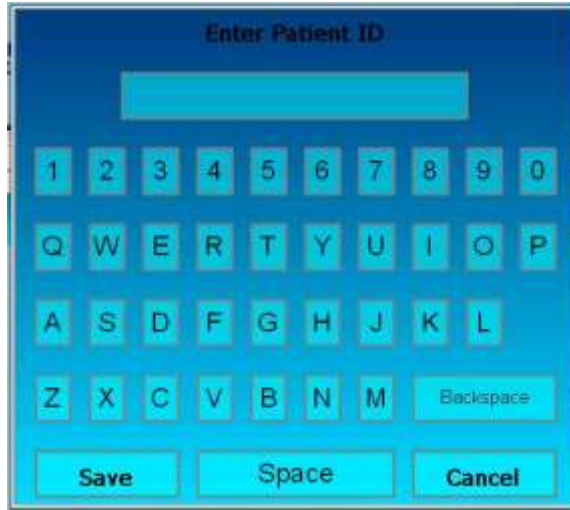 Enter Patient ID
1 2 3 4 5 6 7 8 9 0
Q W E R T Y U I O P
A S D F G H J K L
Z X C V B N M Backspace
Save Space Cancel